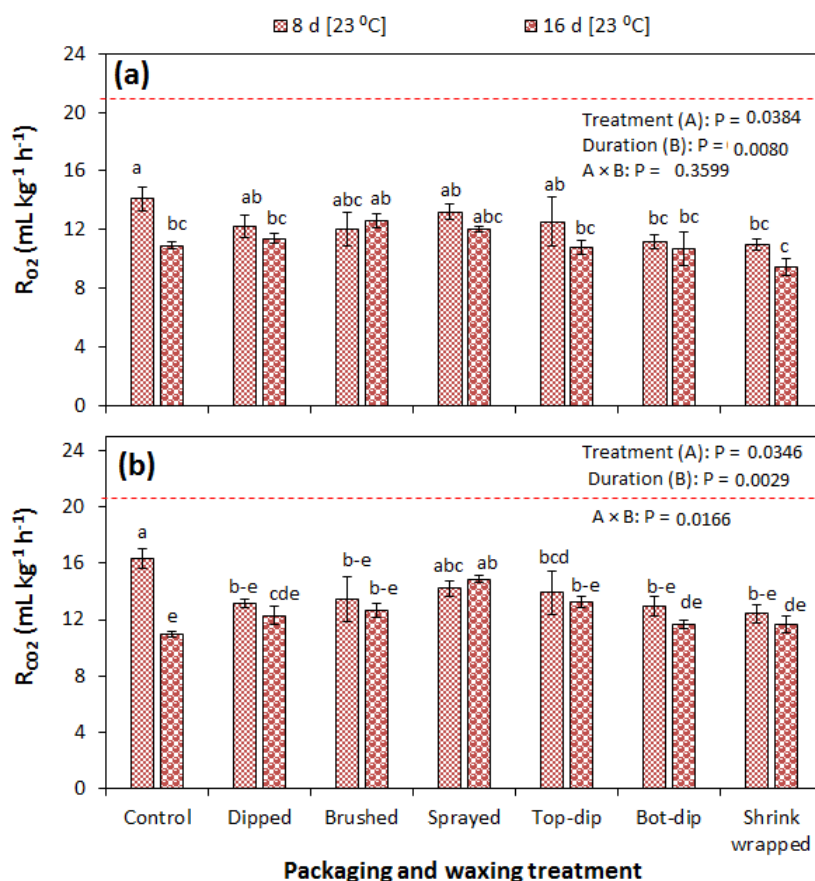 8 d [23 ⁰C] 16 d [23 ⁰C]
(a)
24
20
16
12
8
4
0
R_O2 (mL kg⁻¹ h⁻¹)
Treatment (A): P = 0.0384
Duration (B): P = 0.0080
A × B: P = 0.3599
a bc ab bc abc ab ab abc ab bc bc bc bc c
(b)
24
20
16
12
8
4
0
R_CO2 (mL kg⁻¹ h⁻¹)
Treatment (A): P = 0.0346
Duration (B): P = 0.0029
A × B: P = 0.0166
a e b-e cde b-e b-e abc ab bcd b-e b-e de b-e de
Control Dipped Brushed Sprayed Top-dip Bot-dip Shrink
wrapped
Packaging and waxing treatment